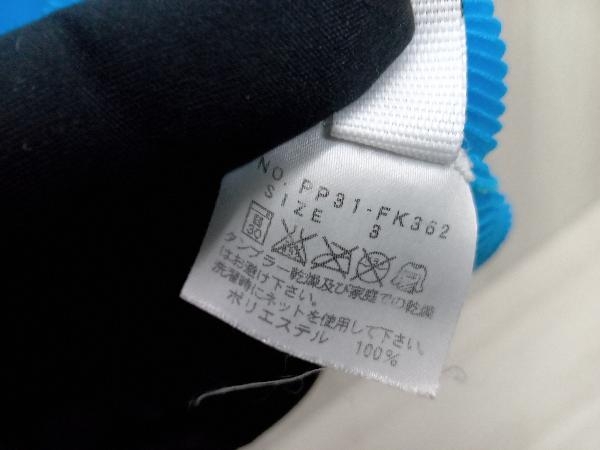 NO. PP31-FK362
SIZE 3
30
タンブラー乾燥及び家庭での乾燥
はお避け下さい。
洗濯時にネットを使用して下さい。
ポリエステル 100%